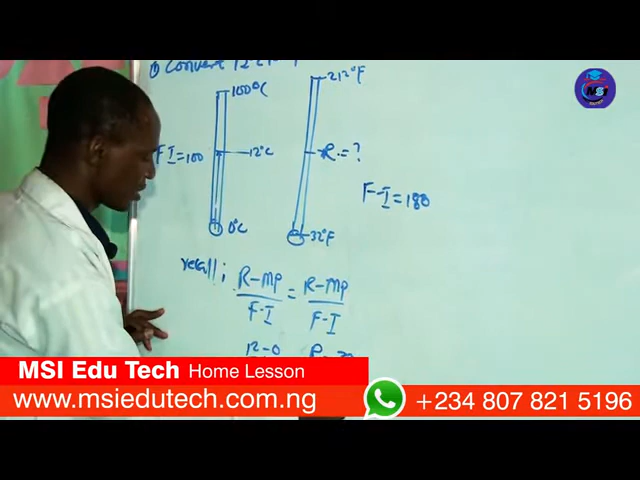 ① Convert 12
100°C
212°F
F I = 100
12°C
R = ?
F-I = 180
0°C
32°F
recall;
R-MP = R-MP
F-I F-I
MSI
MSI Edu Tech Home Lesson
www.msiedutech.com.ng
+234 807 821 5196